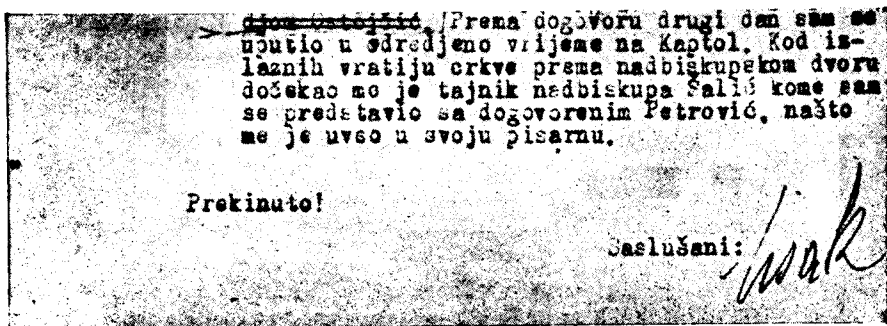 Prema dogovoru drugi dan sam se
uputio u odredjeno vrijeme na Kaptol. Kod iz-
laznih vratiju crkve prema nadbiskupskom dvoru
dočekao me je tajnik nadbiskupa Šalić kome sam
se predstavio sa dogovorenim Petrović, našto
me je uveo u svoju pisarnu.
Prekinuto!
Saslušani: Lisak